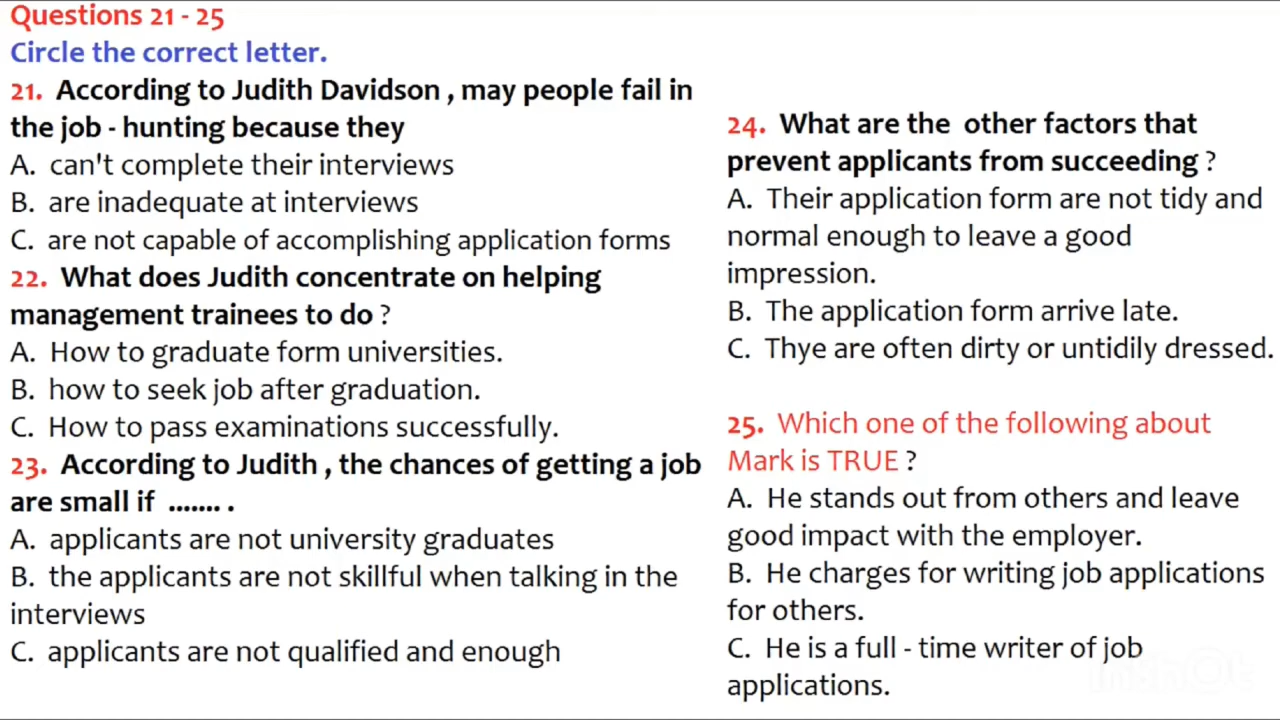 Questions 21 - 25
Circle the correct letter.
21. According to Judith Davidson , may people fail in
the job - hunting because they
A. can't complete their interviews
B. are inadequate at interviews
C. are not capable of accomplishing application forms
22. What does Judith concentrate on helping
management trainees to do ?
A. How to graduate form universities.
B. how to seek job after graduation.
C. How to pass examinations successfully.
23. According to Judith , the chances of getting a job
are small if ....... .
A. applicants are not university graduates
B. the applicants are not skillful when talking in the
interviews
C. applicants are not qualified and enough
24. What are the other factors that
prevent applicants from succeeding ?
A. Their application form are not tidy and
normal enough to leave a good
impression.
B. The application form arrive late.
C. Thye are often dirty or untidily dressed.
25. Which one of the following about
Mark is TRUE ?
A. He stands out from others and leave
good impact with the employer.
B. He charges for writing job applications
for others.
C. He is a full - time writer of job
applications.
InShOt